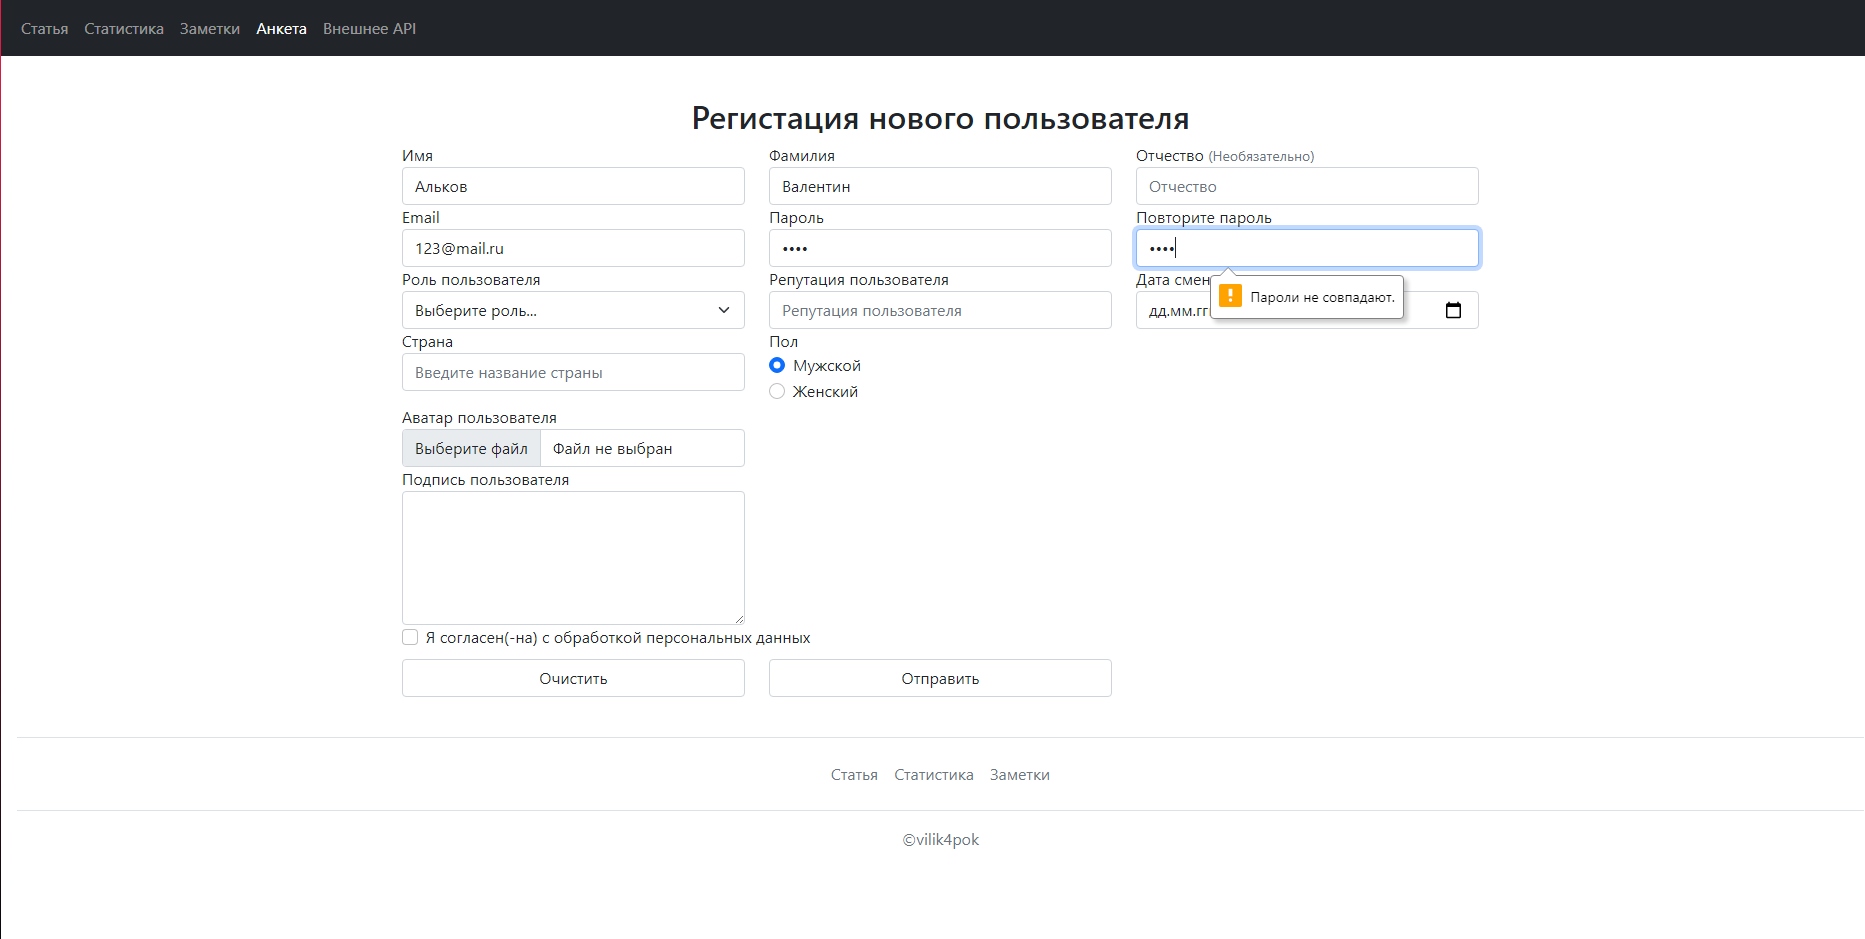 Статья Статистика Заметки Анкета Внешнее API
Регистация нового пользователя
Имя Фамилия Отчество (Необязательно)
Альков Валентин Отчество
Email Пароль Повторите пароль
123@mail.ru •••• ••••
Роль пользователя Репутация пользователя Дата смен
Пароли не совпадают.
Выберите роль... Репутация пользователя дд.мм.гг
Страна Пол
Введите название страны Мужской
Женский
Аватар пользователя
Выберите файл Файл не выбран
Подпись пользователя
Я согласен(-на) с обработкой персональных данных
Очистить Отправить
Статья Статистика Заметки
©vilik4pok